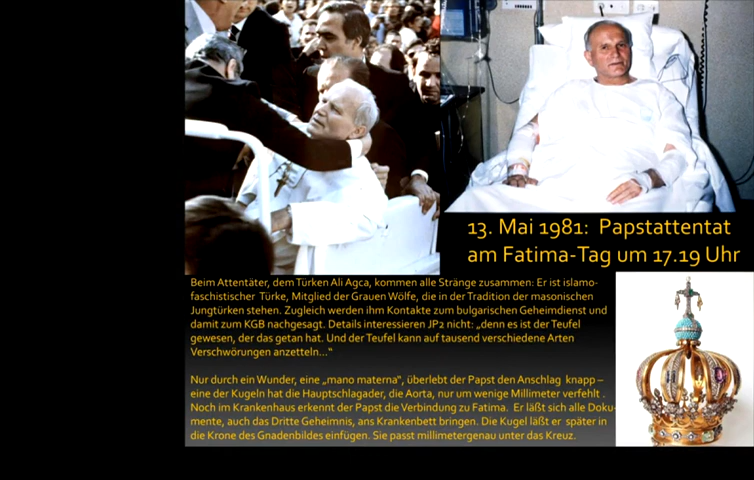 13. Mai 1981: Papstattentat
am Fatima-Tag um 17.19 Uhr
Beim Attentäter, dem Türken Ali Agca, kommen alle Stränge zusammen: Er ist islamo-
faschistischer Türke, Mitglied der Grauen Wölfe, die in der Tradition der masonischen
Jungtürken stehen. Zugleich werden ihm Kontakte zum bulgarischen Geheimdienst und
damit zum KGB nachgesagt. Details interessieren JP2 nicht: „denn es ist der Teufel
gewesen, der das getan hat. Und der Teufel kann auf tausend verschiedene Arten
Verschwörungen anzetteln...“
Nur durch ein Wunder, eine „mano materna“, überlebt der Papst den Anschlag knapp –
eine der Kugeln hat die Hauptschlagader, die Aorta, nur um wenige Millimeter verfehlt .
Noch im Krankenhaus erkennt der Papst die Verbindung zu Fatima. Er läßt sich alle Doku-
mente, auch das Dritte Geheimnis, ans Krankenbett bringen. Die Kugel läßt er später in
die Krone des Gnadenbildes einfügen. Sie passt millimetergenau unter das Kreuz.